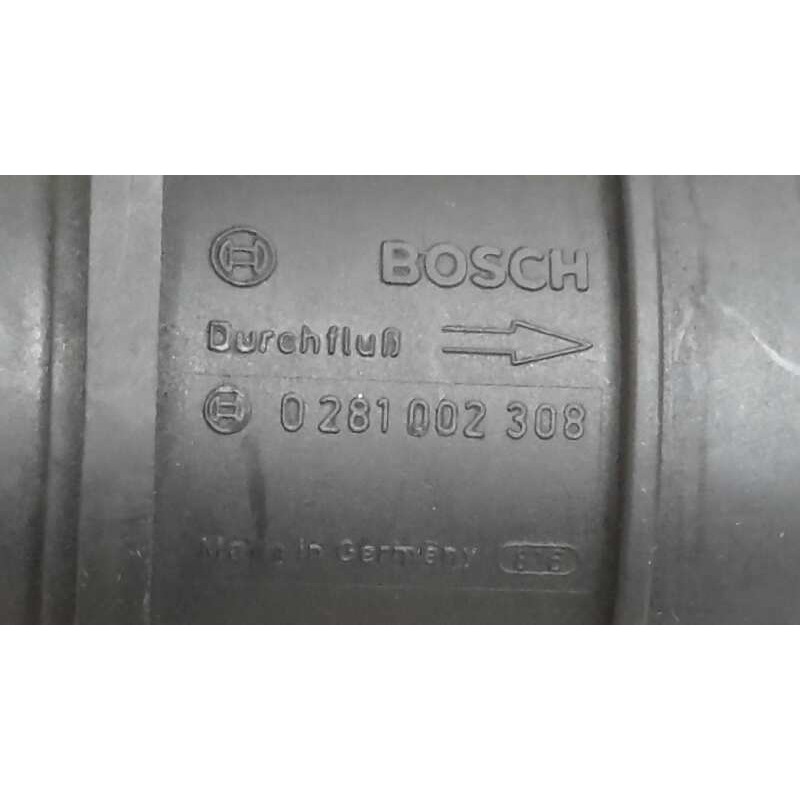 BOSCH
Durchfluß
0 281 002 308
Made in Germany